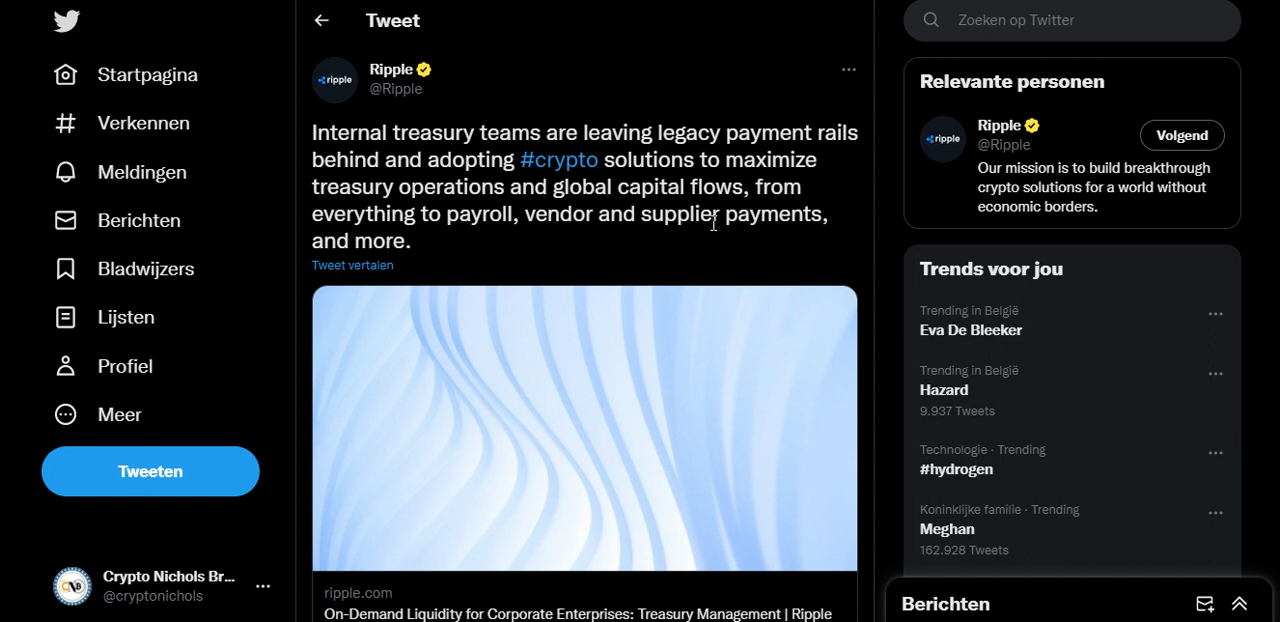 Startpagina
Verkennen
Meldingen
Berichten
Bladwijzers
Lijsten
Profiel
Meer
Tweeten
Crypto Nichols Br...
@cryptonichols
CNB
Tweet
ripple
Ripple
@Ripple
Internal treasury teams are leaving legacy payment rails
behind and adopting #crypto solutions to maximize
treasury operations and global capital flows, from
everything to payroll, vendor and supplier payments,
and more.
Tweet vertalen
ripple.com
On-Demand Liquidity for Corporate Enterprises: Treasury Management | Ripple
Zoeken op Twitter
Relevante personen
ripple
Ripple
@Ripple
Volgend
Our mission is to build breakthrough
crypto solutions for a world without
economic borders.
Trends voor jou
Trending in België
Eva De Bleeker
Trending in België
Hazard
9.937 Tweets
Technologie · Trending
#hydrogen
Koninklijke familie · Trending
Meghan
162.928 Tweets
Berichten